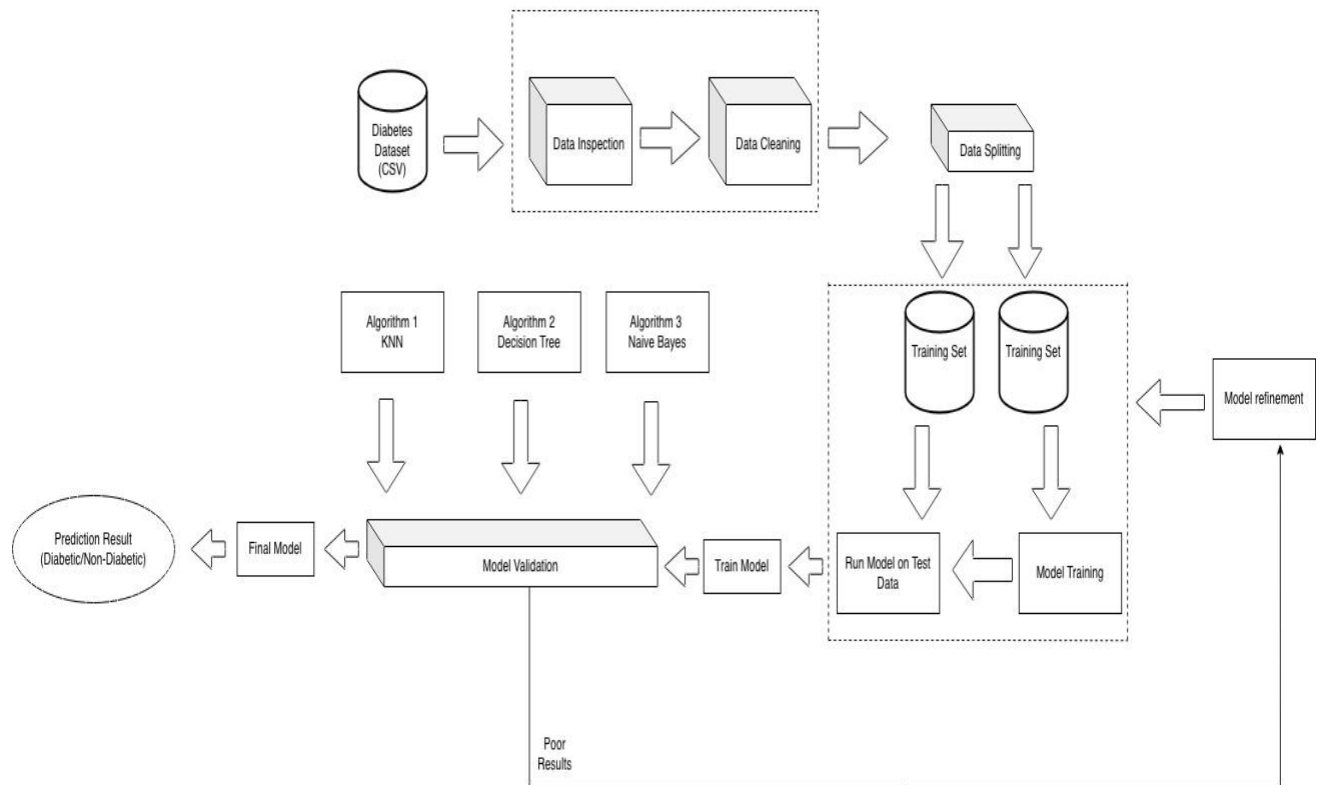 Diabetes
Dataset
(CSV)
Data Inspection
Data Cleaning
Data Splitting
Algorithm 1
KNN
Algorithm 2
Decision Tree
Algorithm 3
Naive Bayes
Training Set
Training Set
Model refinement
Prediction Result
(Diabetic/Non-Diabetic)
Final Model
Model Validation
Train Model
Run Model on Test
Data
Model Training
Poor
Results